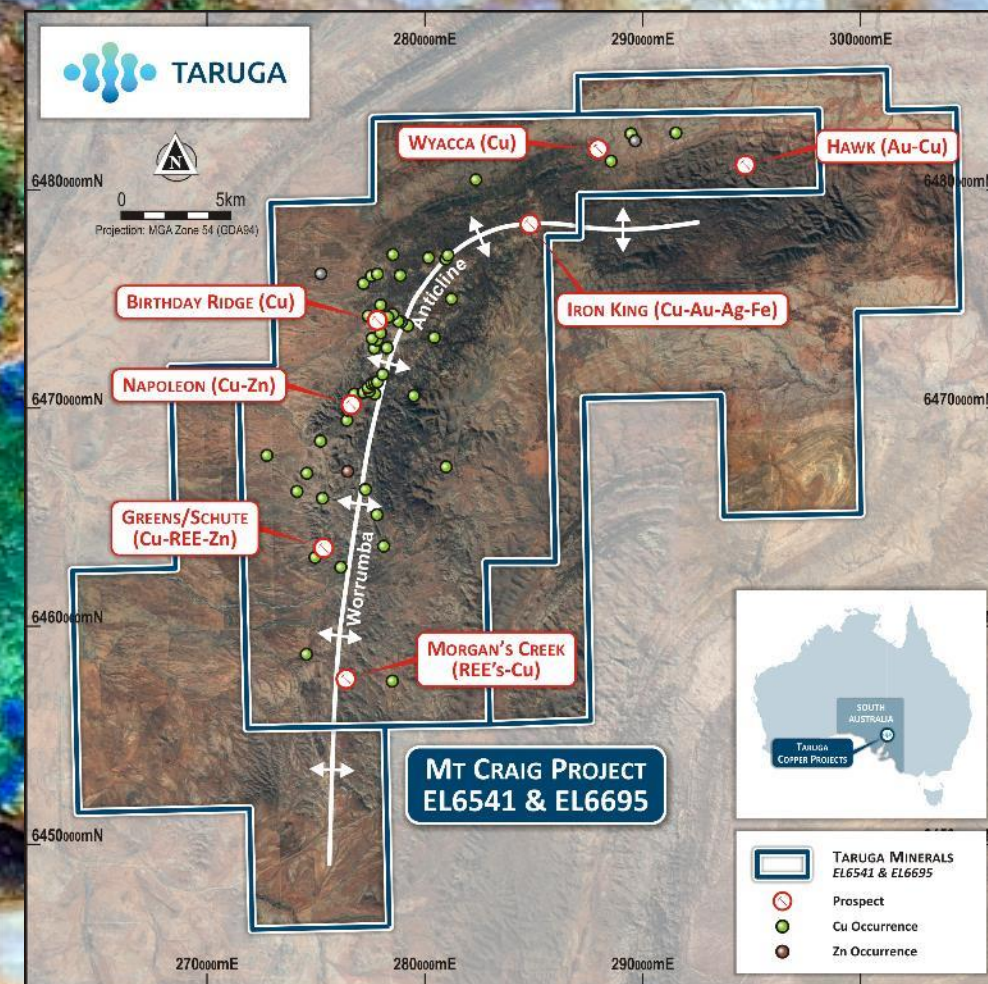 TARUGA
280000mE
290000mE
300000mE
N
0 5km
Projection: MGA Zone 54 (GDA94)
6480000mN
6480000mN
WYACCA (Cu)
HAWK (Au-Cu)
BIRTHDAY RIDGE (Cu)
Anticline
IRON KING (Cu-Au-Ag-Fe)
NAPOLEON (Cu-Zn)
6470000mN
6470000mN
GREENS/SCHUTE
(Cu-REE-Zn)
Worrumba
6460000mN
MORGAN'S CREEK
(REE's-Cu)
MT CRAIG PROJECT
EL6541 & EL6695
SOUTH
AUSTRALIA
TARUGA
COPPER PROJECTS
6450000mN
TARUGA MINERALS
EL6541 & EL6695
Prospect
Cu Occurrence
Zn Occurrence
270000mE
280000mE
290000mE